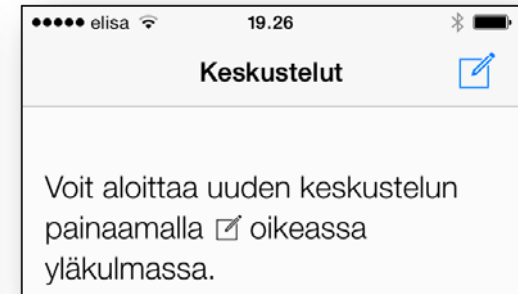 elisa 19.26
Keskustelut
Voit aloittaa uuden keskustelun
painaamalla oikeassa
yläkulmassa.